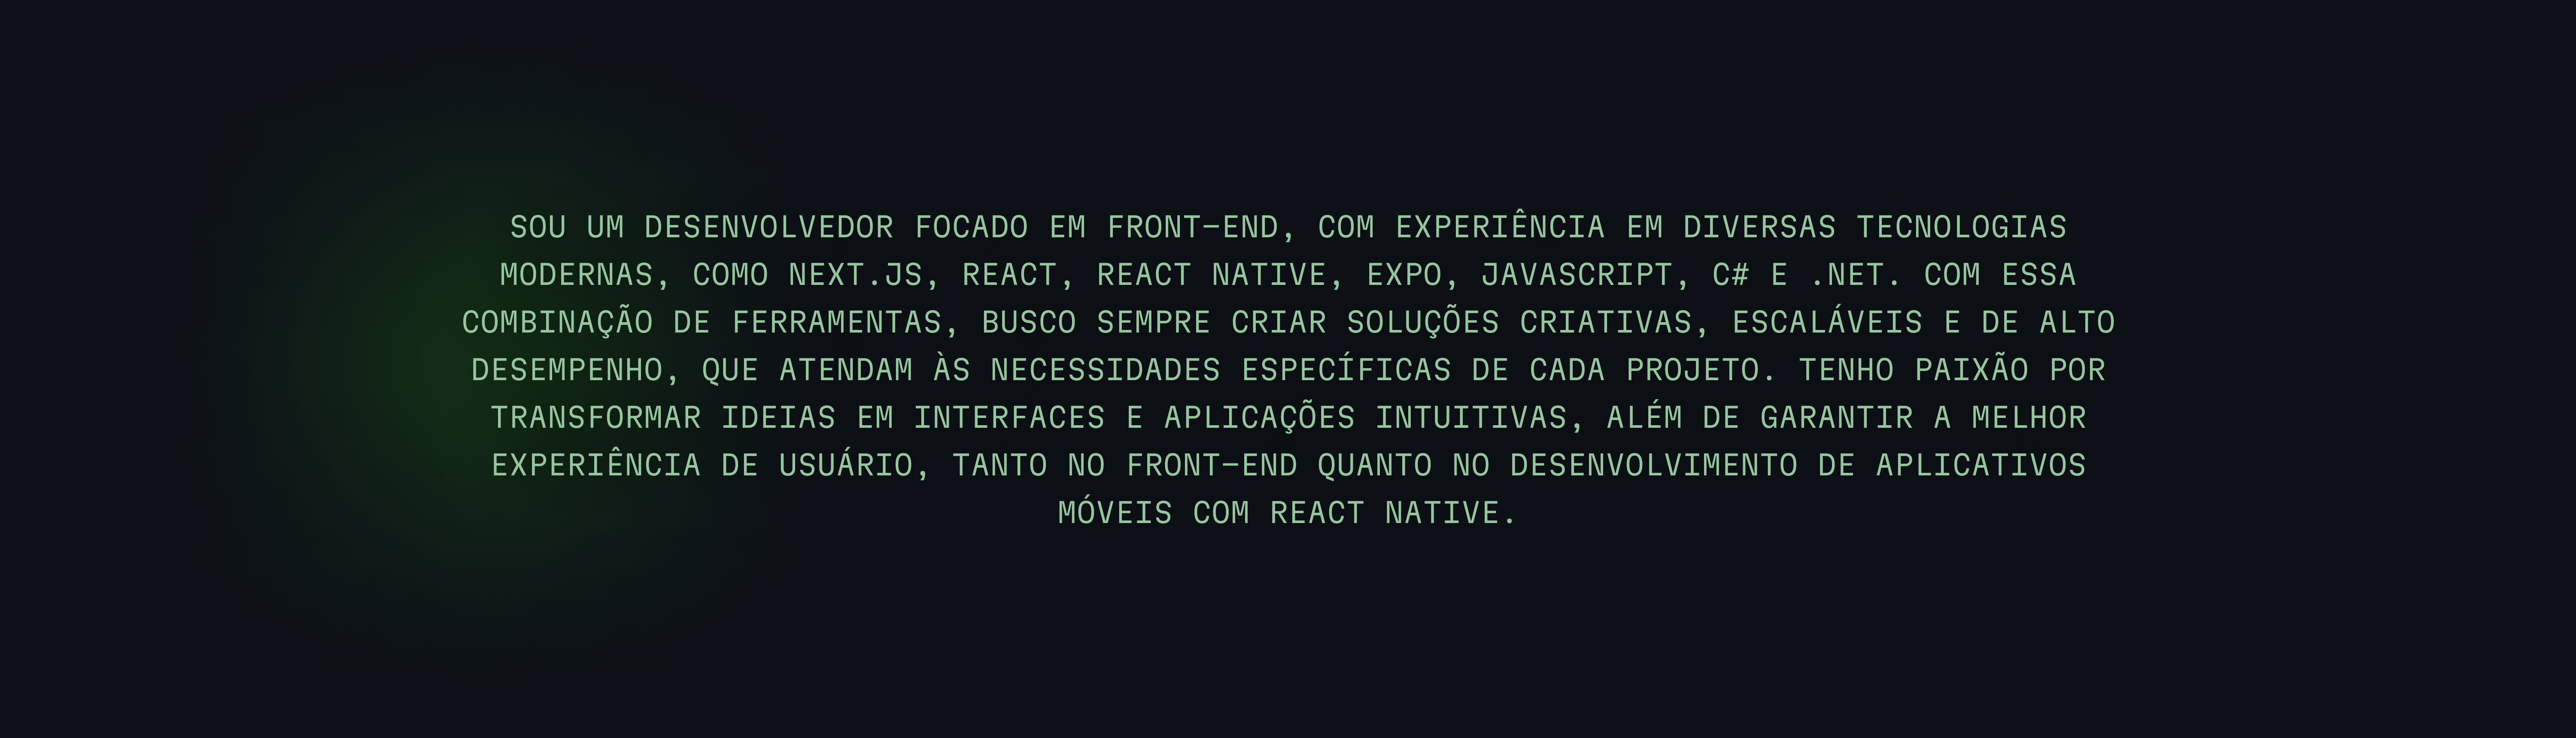 SOU UM DESENVOLVEDOR FOCADO EM FRONT-END, COM EXPERIÊNCIA EM DIVERSAS TECNOLOGIAS
MODERNAS, COMO NEXT.JS, REACT, REACT NATIVE, EXPO, JAVASCRIPT, C# E .NET. COM ESSA
COMBINAÇÃO DE FERRAMENTAS, BUSCO SEMPRE CRIAR SOLUÇÕES CRIATIVAS, ESCALÁVEIS E DE ALTO
DESEMPENHO, QUE ATENDAM ÀS NECESSIDADES ESPECÍFICAS DE CADA PROJETO. TENHO PAIXÃO POR
TRANSFORMAR IDEIAS EM INTERFACES E APLICAÇÕES INTUITIVAS, ALÉM DE GARANTIR A MELHOR
EXPERIÊNCIA DE USUÁRIO, TANTO NO FRONT-END QUANTO NO DESENVOLVIMENTO DE APLICATIVOS
MÓVEIS COM REACT NATIVE.